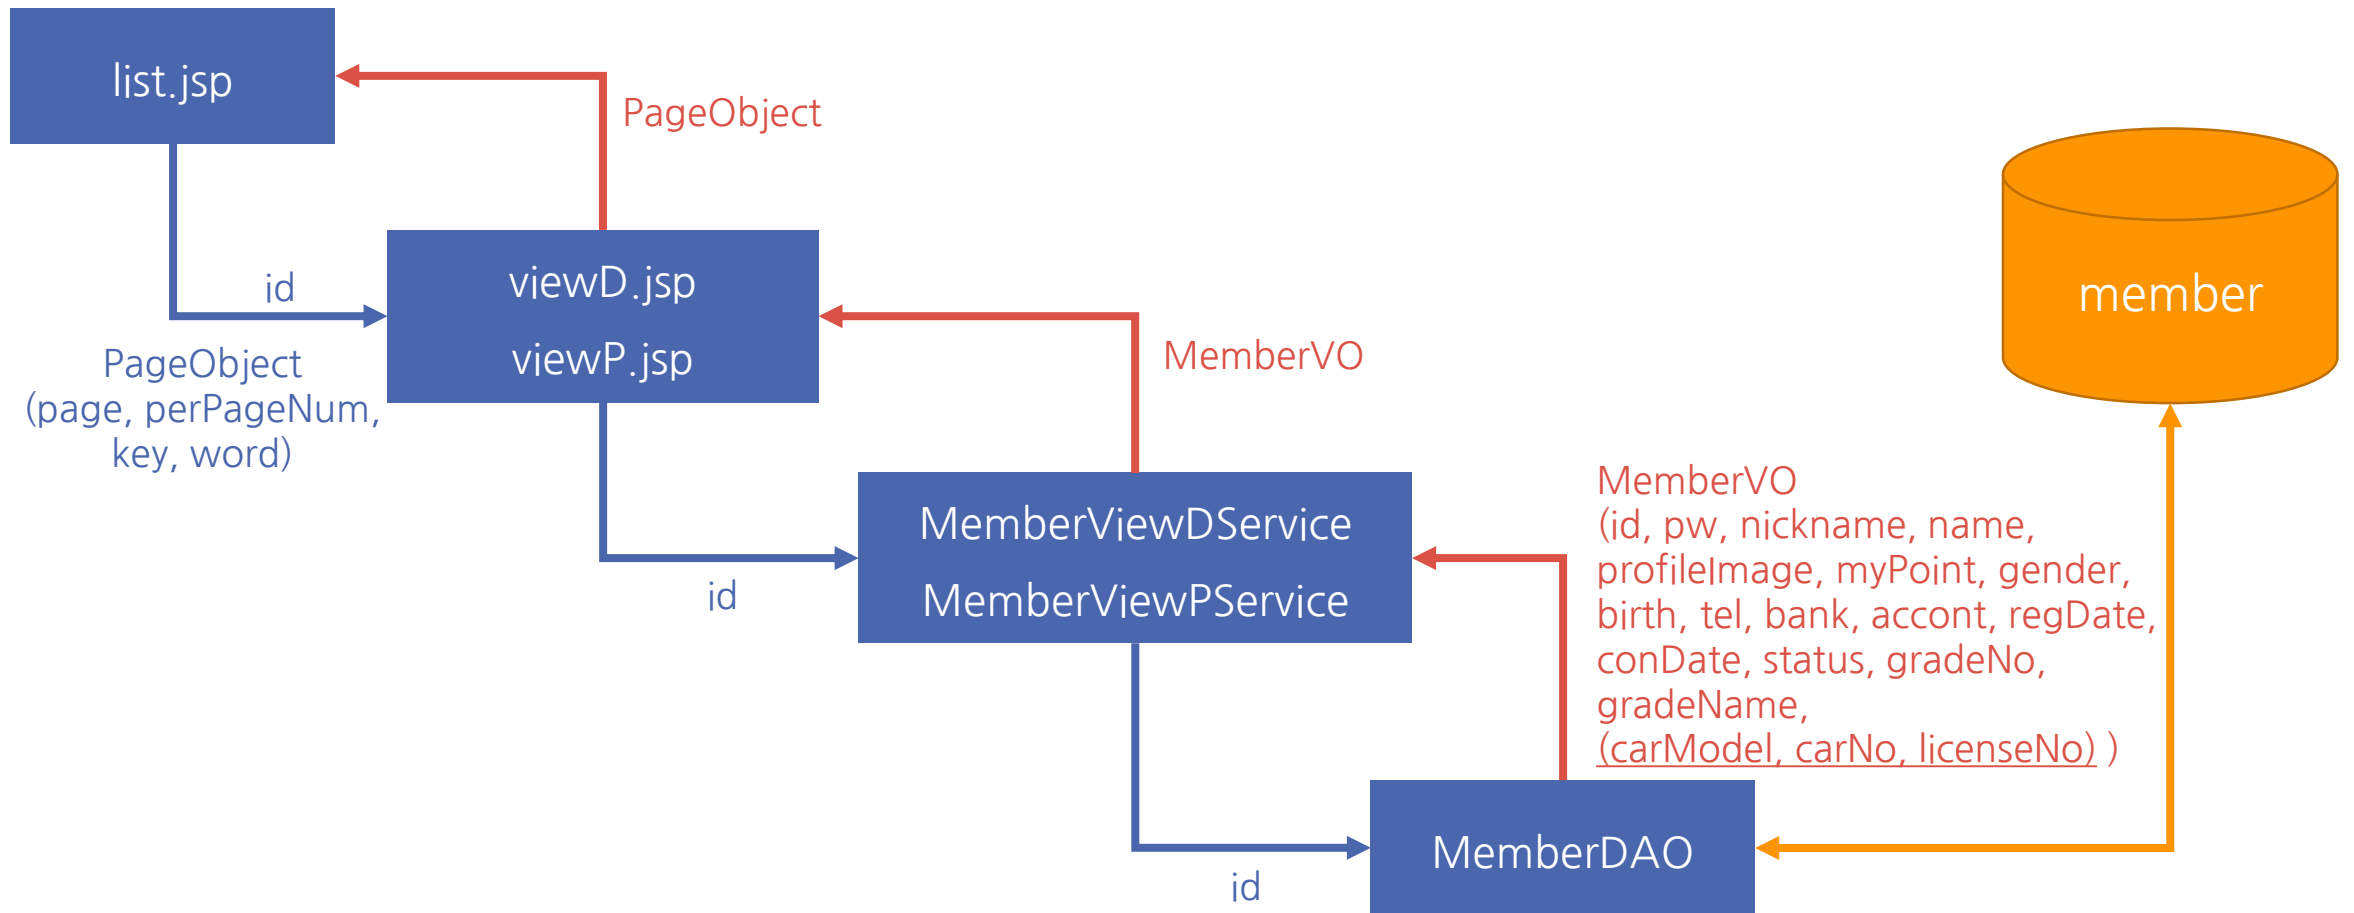 list.jsp
PageObject
id
PageObject
(page, perPageNum,
key, word)
viewD.jsp
viewP.jsp
MemberVO
id
MemberViewDService
MemberViewPService
MemberVO
(id, pw, nickname, name,
profileImage, myPoint, gender,
birth, tel, bank, accont, regDate,
conDate, status, gradeNo,
gradeName,
(carModel, carNo, licenseNo) )
id
MemberDAO
member